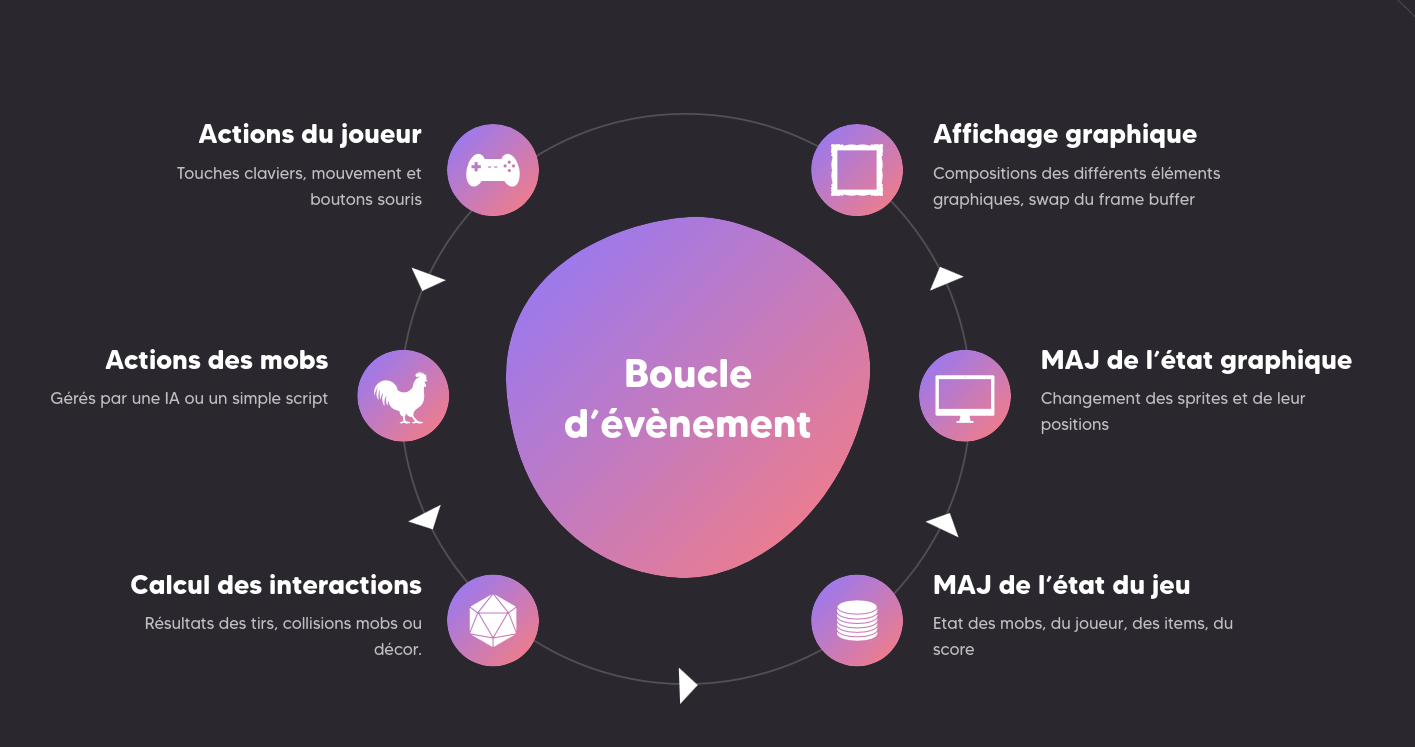 Actions du joueur
Touches claviers, mouvement et
boutons souris
Affichage graphique
Compositions des différents éléments
graphiques, swap du frame buffer
Actions des mobs
Gérés par une IA ou un simple script
Boucle
d’évènement
MAJ de l’état graphique
Changement des sprites et de leur
positions
Calcul des interactions
Résultats des tirs, collisions mobs ou
décor.
MAJ de l’état du jeu
Etat des mobs, du joueur, des items, du
score